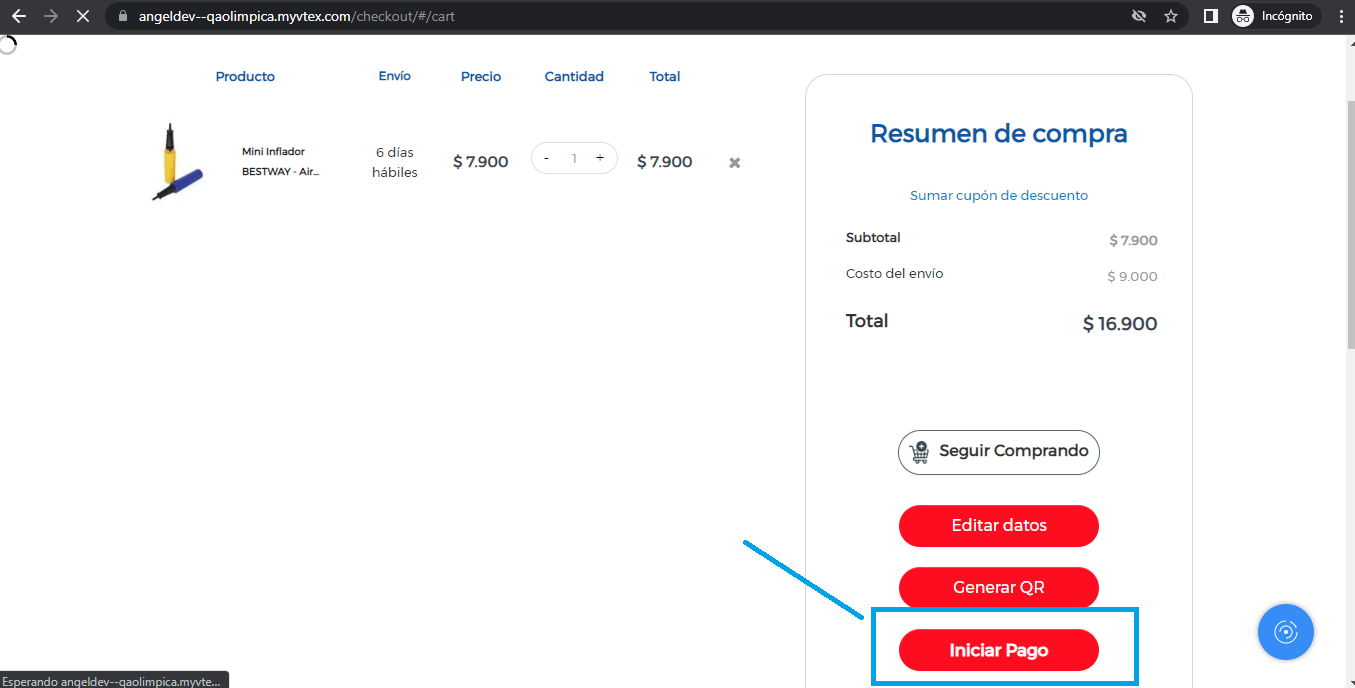 angeldev--qaolimpica.myvtex.com/checkout/#/cart
Incógnito
Producto Envío Precio Cantidad Total
Mini Inflador
BESTWAY - Air...
6 días
hábiles
$ 7.900
- 1 +
$ 7.900
Resumen de compra
Sumar cupón de descuento
Subtotal $ 7.900
Costo del envío $ 9.000
Total $ 16.900
Seguir Comprando
Editar datos
Generar QR
Iniciar Pago
Esperando angeldev--qaolimpica.myvte...